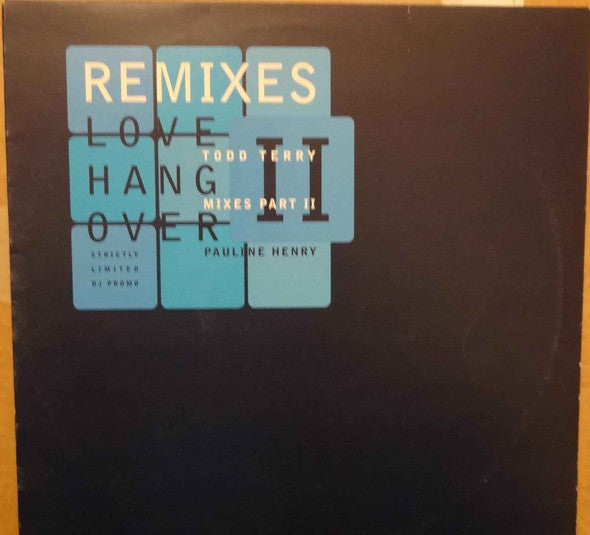 REMIXES
LOVE
HANG
OVER
TODD TERRY
II
MIXES PART II
PAULINE HENRY
STRICTLY
LIMITED
DJ PROMO